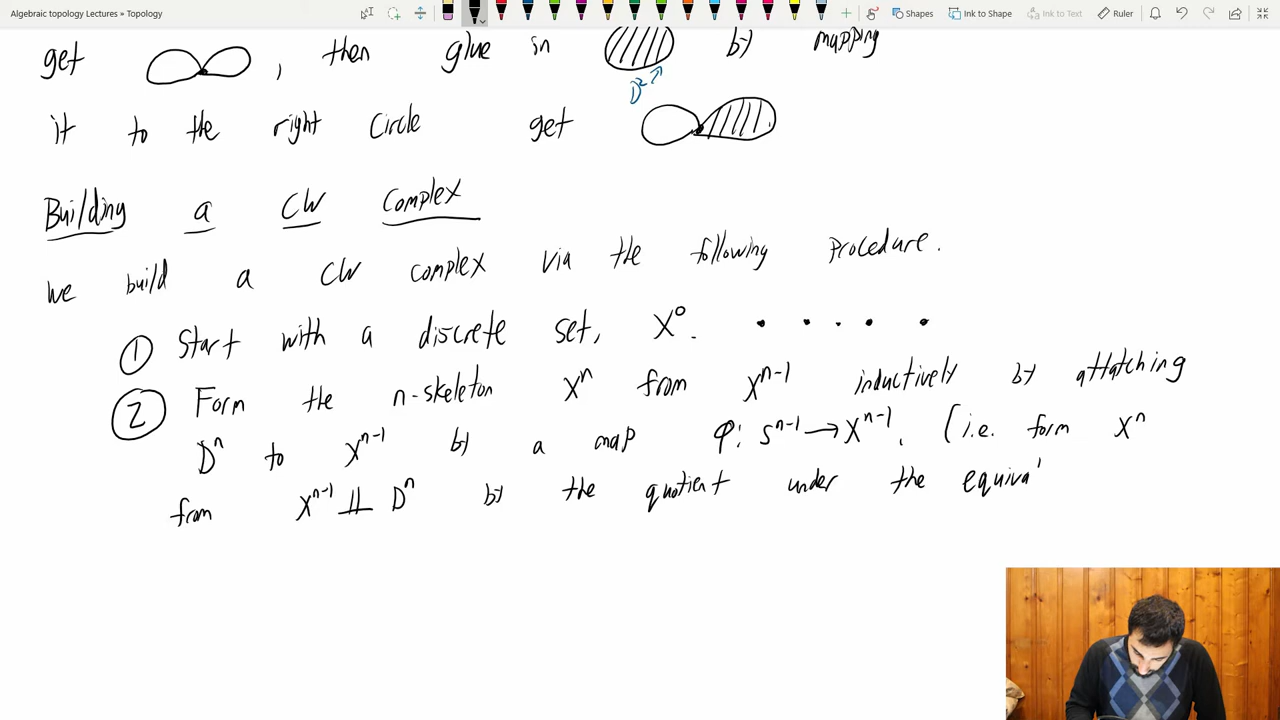 Algebraic topology Lectures » Topology
Shapes Ink to Shape Ink to Text Ruler
get , then glue in by mapping
D²
it to the right Circle get
Building a CW Complex
we build a CW complex via the following Procedure.
① Start with a discrete set, X⁰.
② Form the n-skeleton Xⁿ from Xⁿ⁻¹ inductively by attatching
Dⁿ to Xⁿ⁻¹ by a map φ: Sⁿ⁻¹ → Xⁿ⁻¹. (i.e. form Xⁿ
from Xⁿ⁻¹ ⨿ Dⁿ by the quotient under the equiva